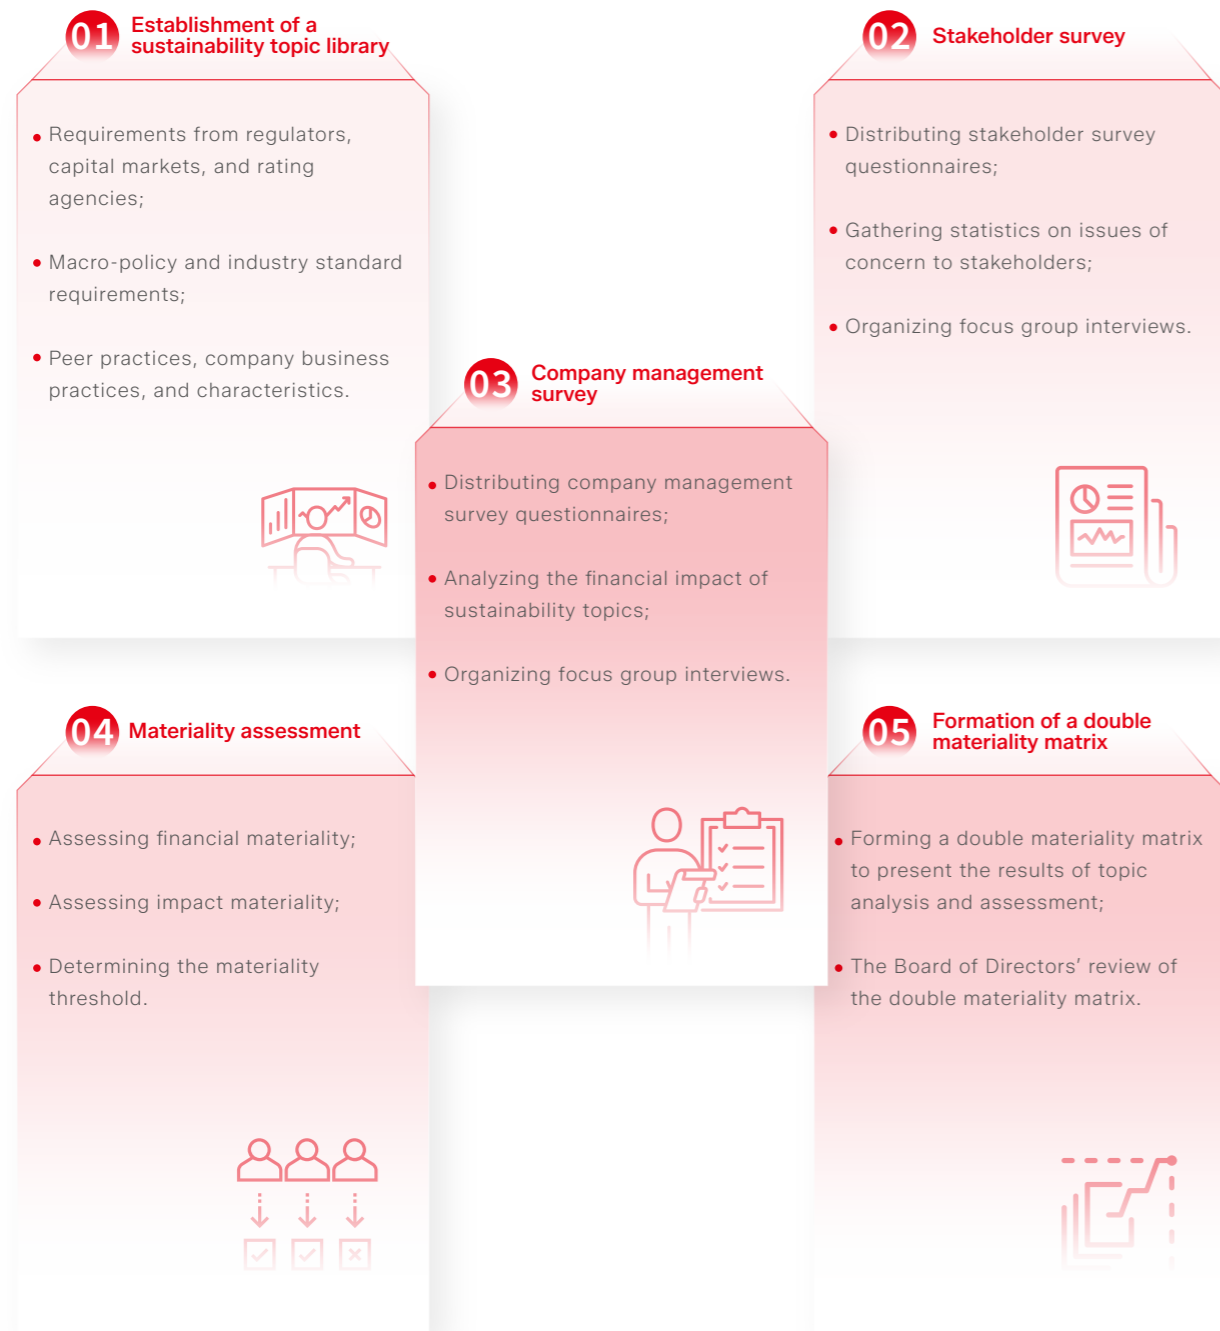 01
Establishment of a
sustainability topic library
• Requirements from regulators,
capital markets, and rating
agencies;
• Macro-policy and industry standard
requirements;
• Peer practices, company business
practices, and characteristics.
02
Stakeholder survey
• Distributing stakeholder survey
questionnaires;
• Gathering statistics on issues of
concern to stakeholders;
• Organizing focus group interviews.
03
Company management
survey
• Distributing company management
survey questionnaires;
• Analyzing the financial impact of
sustainability topics;
• Organizing focus group interviews.
04
Materiality assessment
• Assessing financial materiality;
• Assessing impact materiality;
• Determining the materiality
threshold.
05
Formation of a double
materiality matrix
• Forming a double materiality matrix
to present the results of topic
analysis and assessment;
• The Board of Directors’ review of
the double materiality matrix.